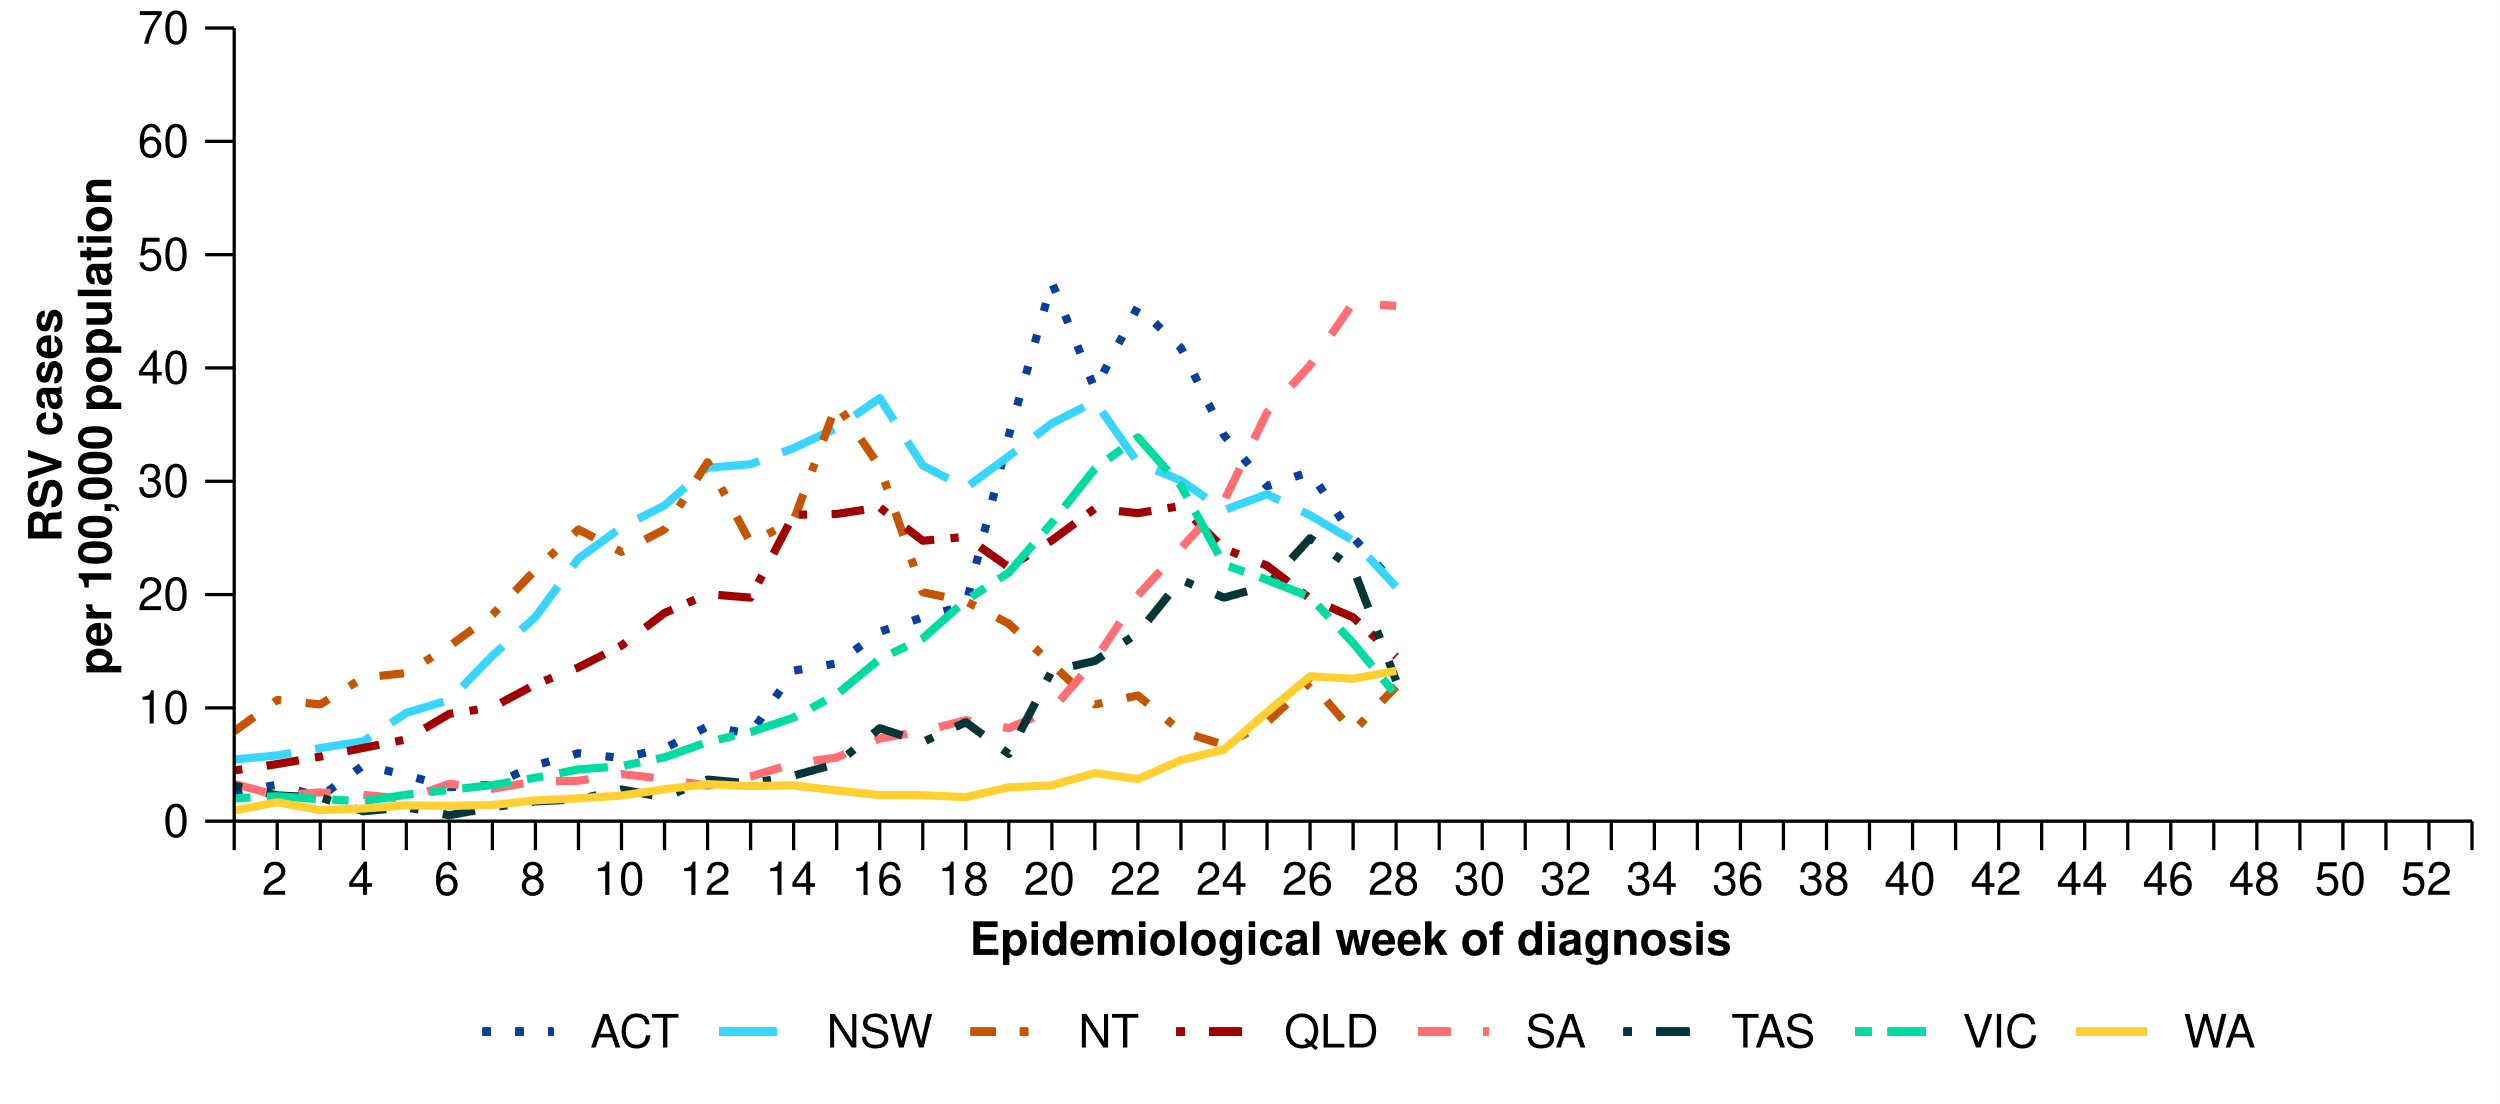 RSV cases
per 100,000 population
70
60
50
40
30
20
10
0
2 4 6 8 10 12 14 16 18 20 22 24 26 28 30 32 34 36 38 40 42 44 46 48 50 52
Epidemiological week of diagnosis
ACT NSW NT QLD SA TAS VIC WA